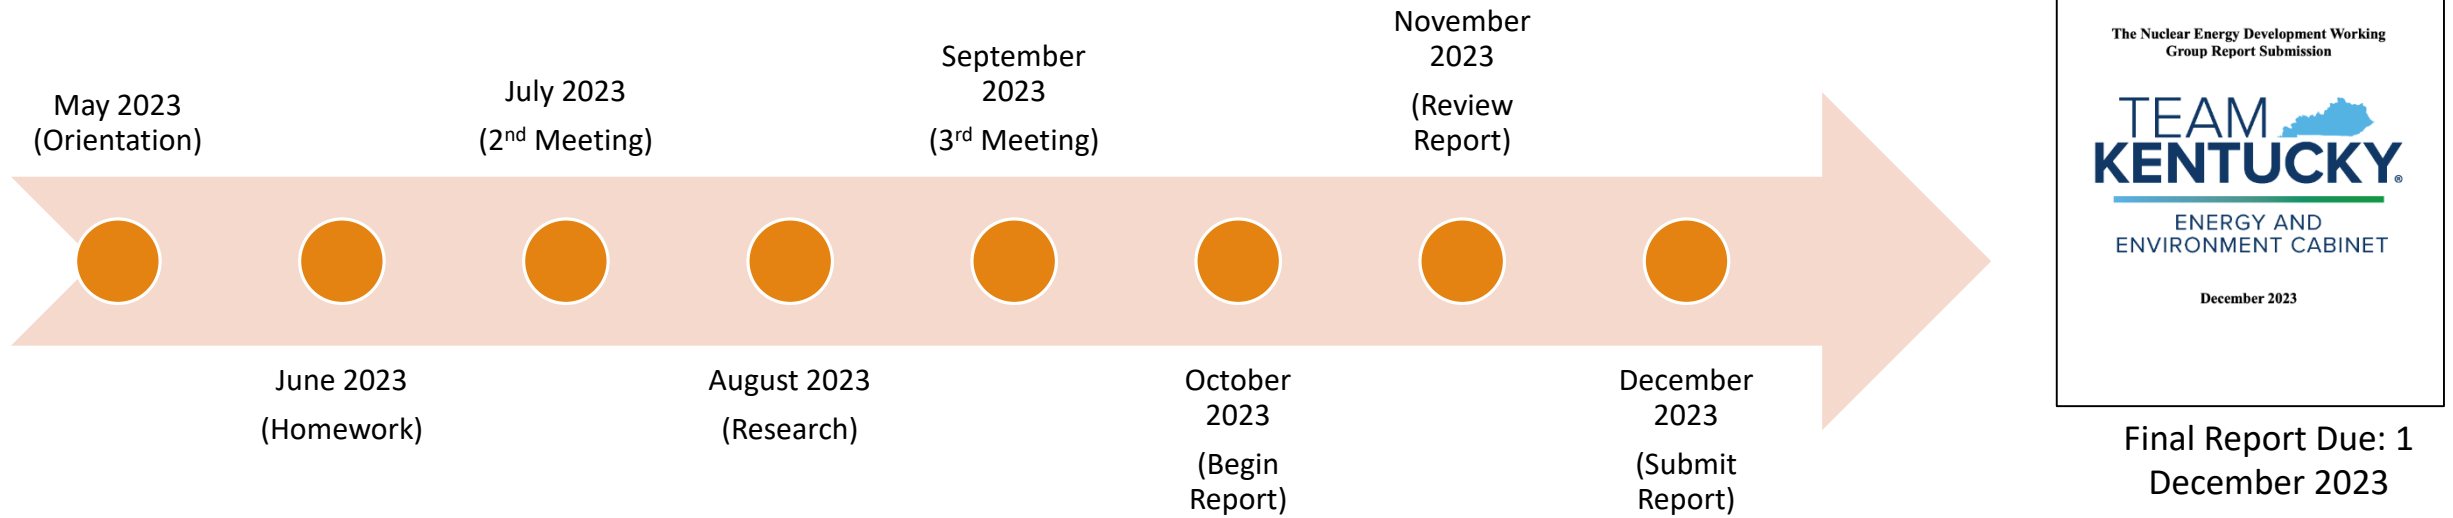 May 2023
(Orientation)
June 2023
(Homework)
July 2023
(2nd Meeting)
August 2023
(Research)
September
2023
(3rd Meeting)
October
2023
(Begin
Report)
November
2023
(Review
Report)
December
2023
(Submit
Report)
The Nuclear Energy Development Working
Group Report Submission
TEAM
KENTUCKY®
ENERGY AND
ENVIRONMENT CABINET
December 2023
Final Report Due: 1
December 2023